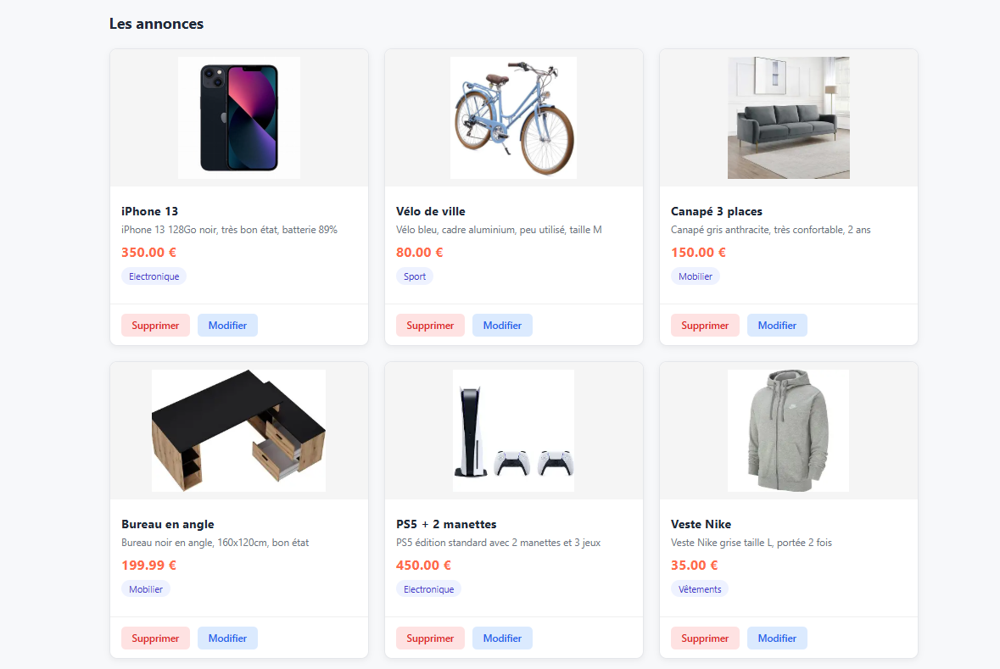 Les annonces
iPhone 13
iPhone 13 128Go noir, très bon état, batterie 89%
350.00 €
Electronique
Supprimer Modifier
Vélo de ville
Vélo bleu, cadre aluminium, peu utilisé, taille M
80.00 €
Sport
Supprimer Modifier
Canapé 3 places
Canapé gris anthracite, très confortable, 2 ans
150.00 €
Mobilier
Supprimer Modifier
Bureau en angle
Bureau noir en angle, 160x120cm, bon état
199.99 €
Mobilier
Supprimer Modifier
PS5 + 2 manettes
PS5 édition standard avec 2 manettes et 3 jeux
450.00 €
Electronique
Supprimer Modifier
Veste Nike
Veste Nike grise taille L, portée 2 fois
35.00 €
Vêtements
Supprimer Modifier